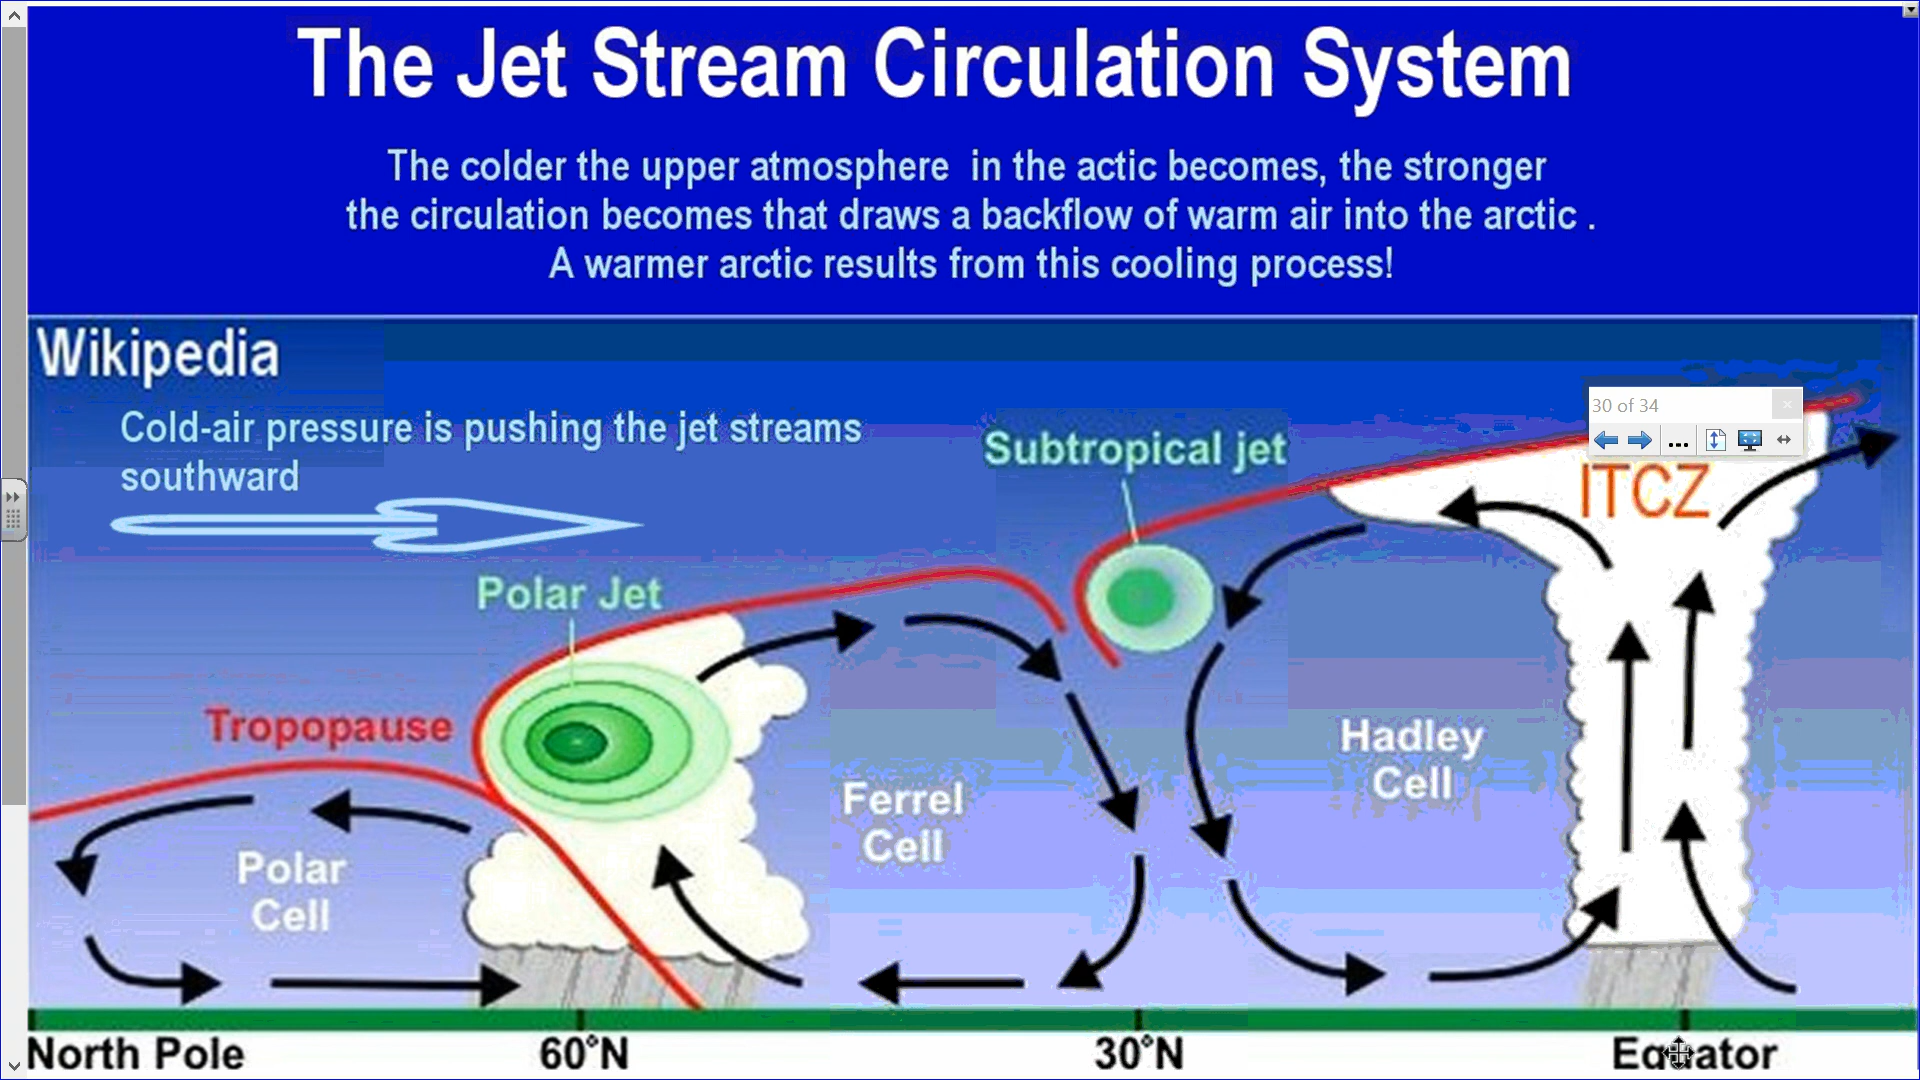 The Jet Stream Circulation System
The colder the upper atmosphere in the actic becomes, the stronger
the circulation becomes that draws a backflow of warm air into the arctic .
A warmer arctic results from this cooling process!
Wikipedia
Cold-air pressure is pushing the jet streams
southward
30 of 34
Subtropical jet
ITCZ
Polar Jet
Tropopause
Hadley
Cell
Ferrel
Cell
Polar
Cell
North Pole
60°N
30°N
Equator